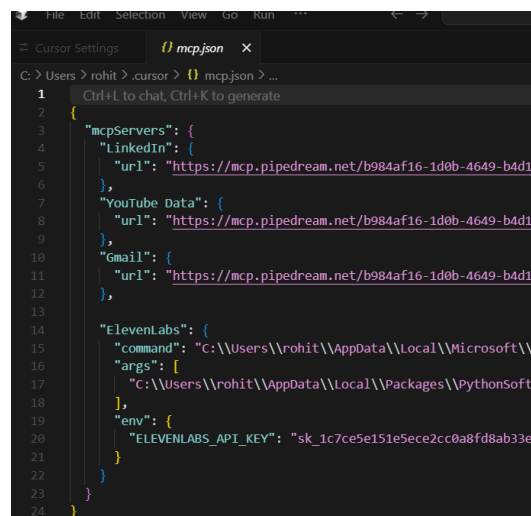 File Edit Selection View Go Run ... ← →
Cursor Settings {} mcp.json ×
C: > Users > rohit > .cursor > {} mcp.json > ...
1 Ctrl+L to chat, Ctrl+K to generate
2 {
3 "mcpServers": {
4 "LinkedIn": {
5 "url": "https://mcp.pipedream.net/b984af16-1d0b-4649-b4d1
6 },
7 "YouTube Data": {
8 "url": "https://mcp.pipedream.net/b984af16-1d0b-4649-b4d1
9 },
10 "Gmail": {
11 "url": "https://mcp.pipedream.net/b984af16-1d0b-4649-b4d1
12 },
13
14 "ElevenLabs": {
15 "command": "C:\\Users\\rohit\\AppData\\Local\\Microsoft\\
16 "args": [
17 "C:\\Users\\rohit\\AppData\\Local\\Packages\\PythonSoft
18 ],
19 "env": {
20 "ELEVENLABS_API_KEY": "sk_1c7ce5e151e5ece2cc0a8fd8ab33e
21 }
22 }
23 }
24 }